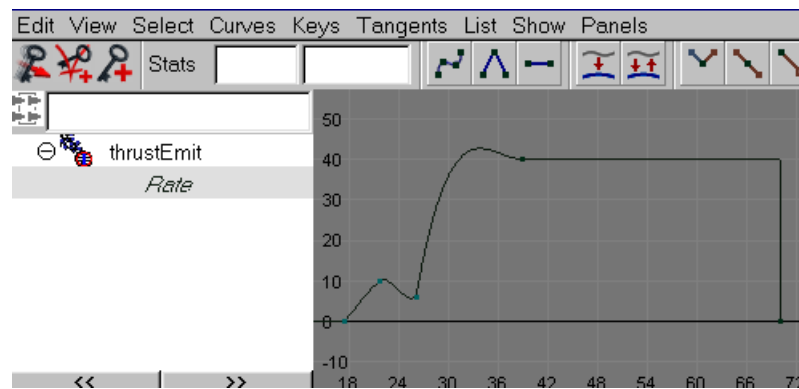 Edit View Select Curves Keys Tangents List Show Panels
Stats
thrustEmit
Rate
<< >>
50
40
30
20
10
0
-10
18 24 30 36 42 48 54 60 66 72